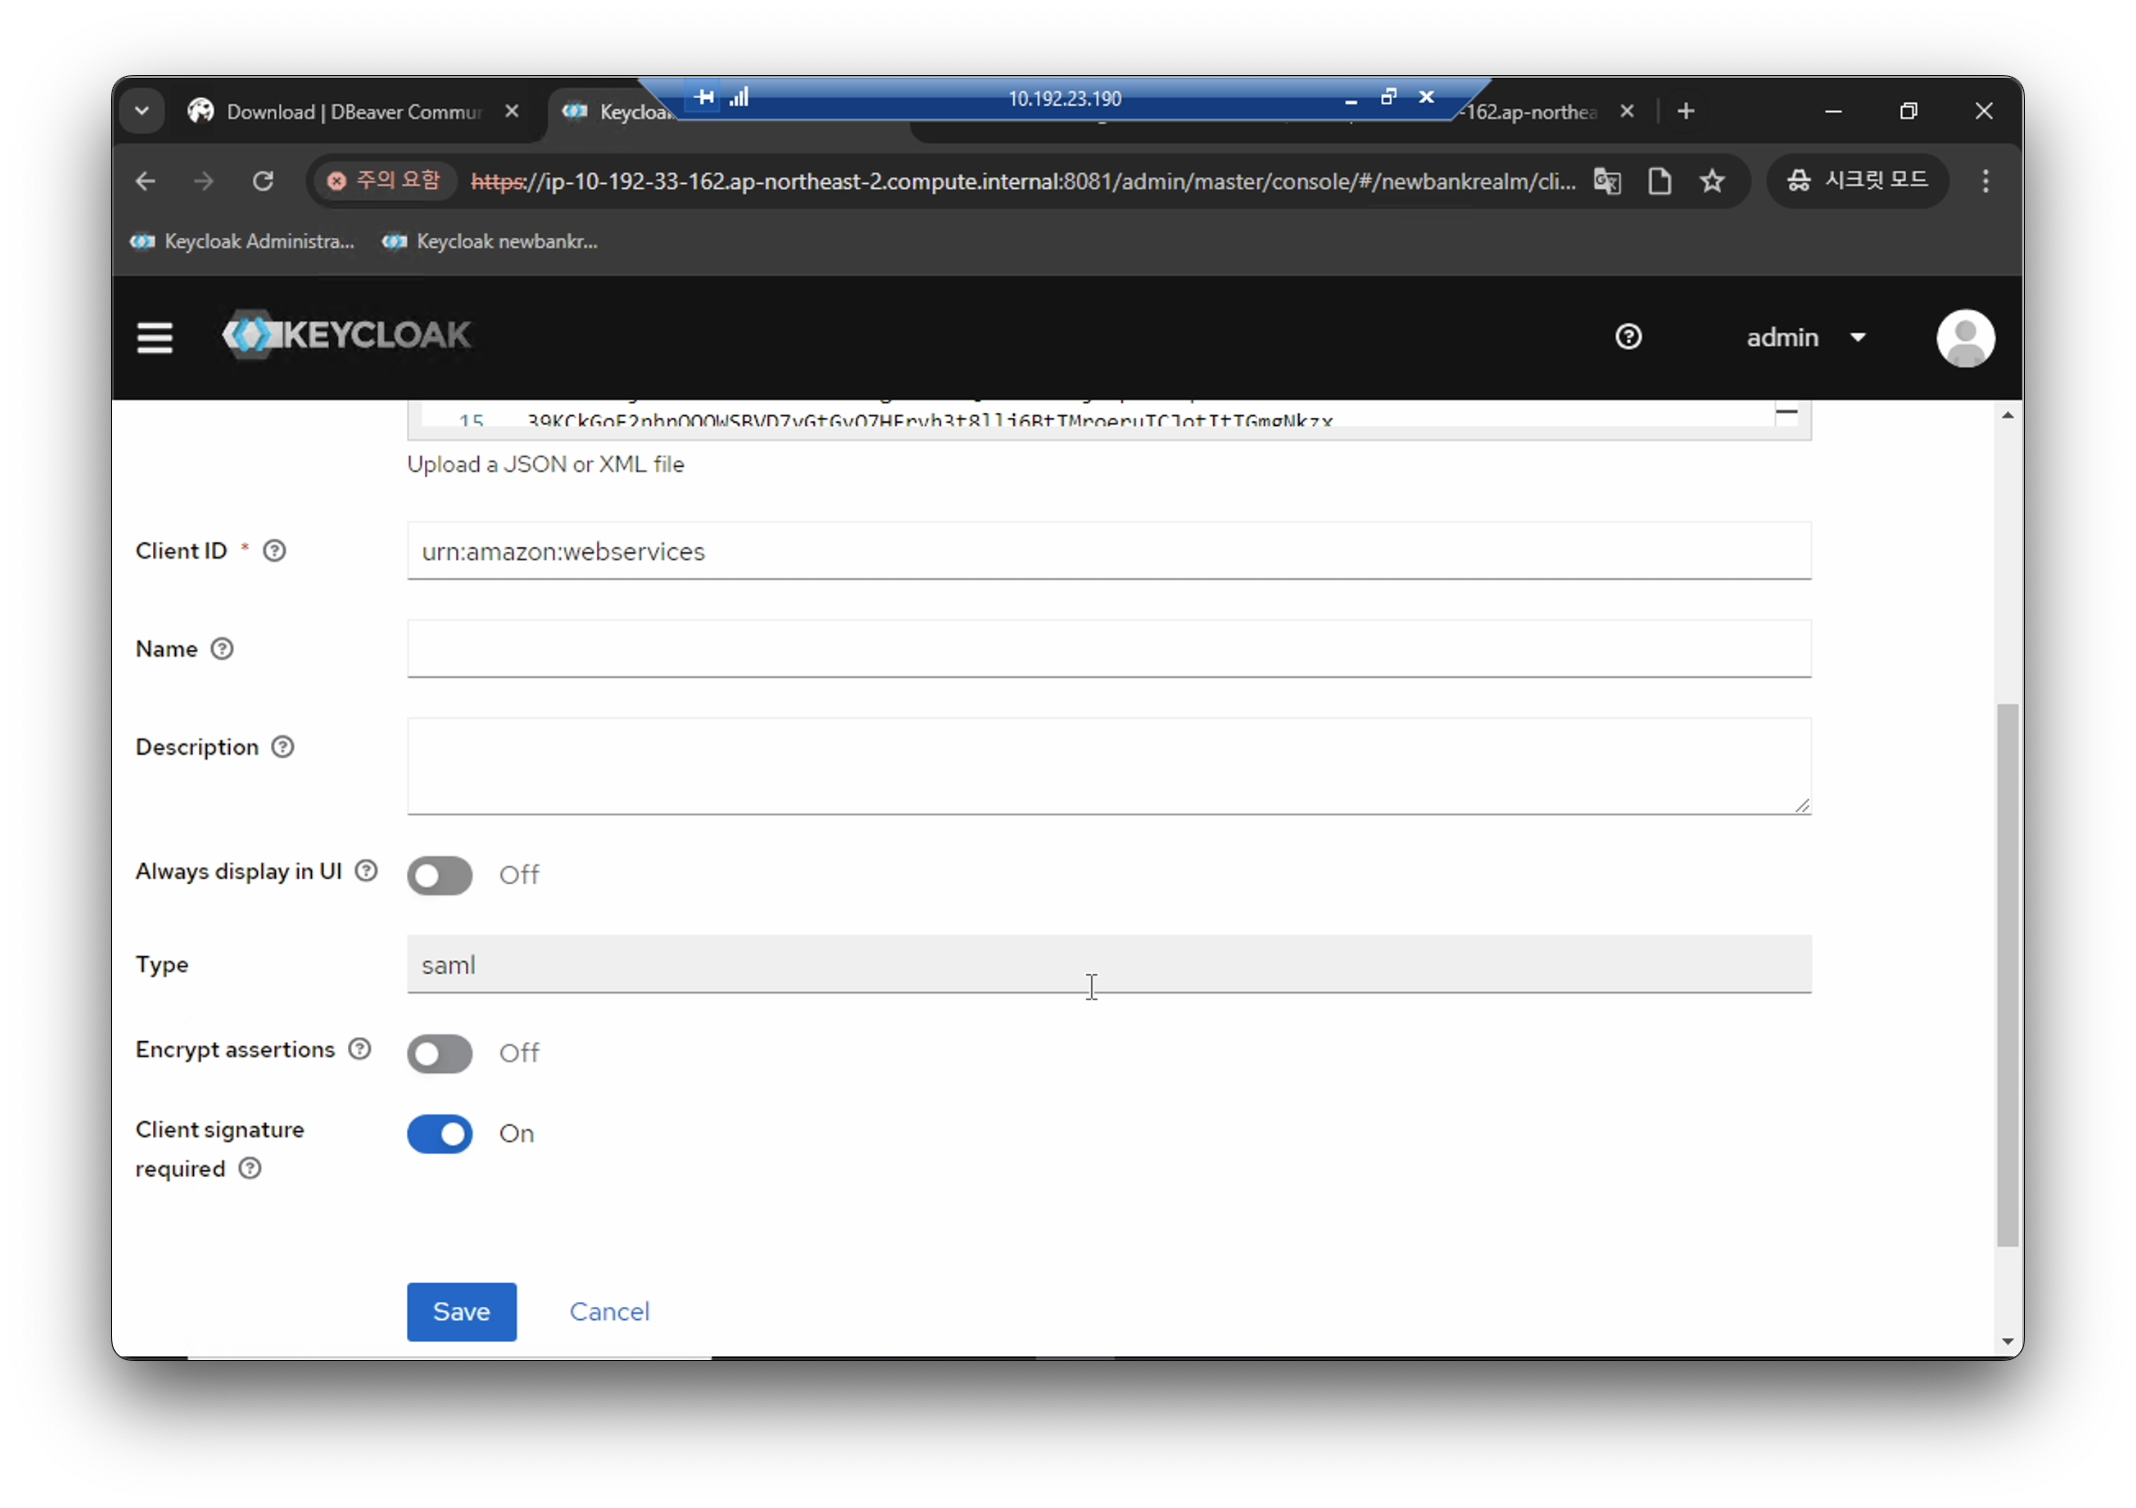 10.192.23.190
Download | DBeaver Commur
Keycloa
-162.ap-northea
주의 요함
https://ip-10-192-33-162.ap-northeast-2.compute.internal:8081/admin/master/console/#/newbankrealm/cli...
시크릿 모드
Keycloak Administra...
Keycloak newbankr...
KEYCLOAK
admin
15
Upload a JSON or XML file
Client ID *
urn:amazon:webservices
Name
Description
Always display in UI
Off
Type
saml
Encrypt assertions
Off
Client signature
required
On
Save
Cancel